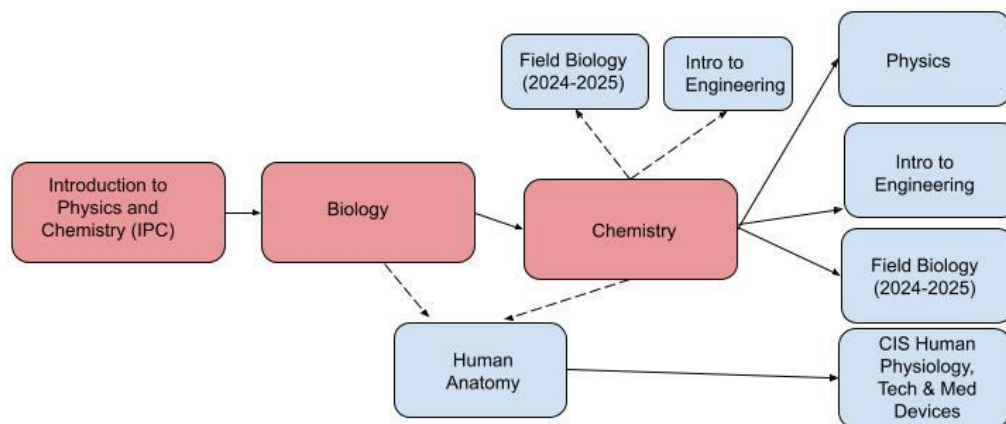 Field Biology
(2024-2025)
Intro to
Engineering
Physics
Introduction to
Physics and
Chemistry (IPC)
Biology
Chemistry
Intro to
Engineering
Field Biology
(2024-2025)
Human
Anatomy
CIS Human
Physiology,
Tech & Med
Devices